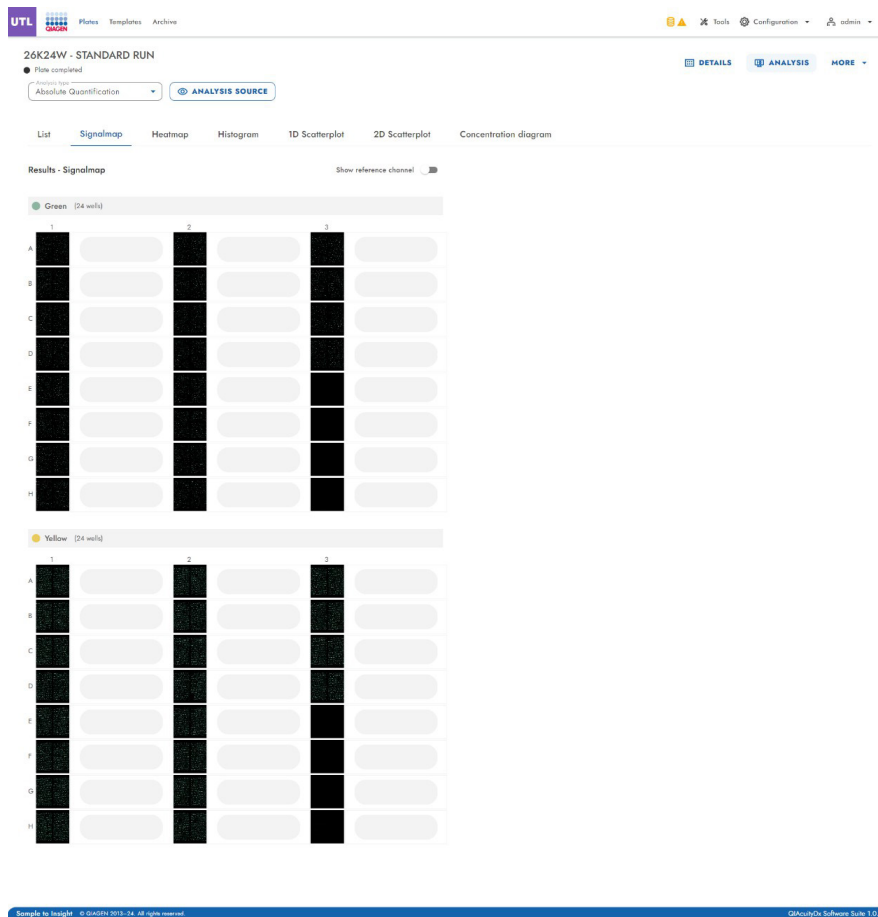 UTL QIAGEN Plates Templates Archive Tools Configuration admin
26K24W - STANDARD RUN
Plate completed
DETAILS ANALYSIS MORE
Analysis type
Absolute Quantification ANALYSIS SOURCE
List Signalmap Heatmap Histogram 1D Scatterplot 2D Scatterplot Concentration diagram
Results - Signalmap Show reference channel
Green (24 wells)
1 2 3
A
B
C
D
E
F
G
H
Yellow (24 wells)
1 2 3
A
B
C
D
E
F
G
H
Sample to Insight © QIAGEN 2013–24. All rights reserved. QIAcuityDx Software Suite 1.0.